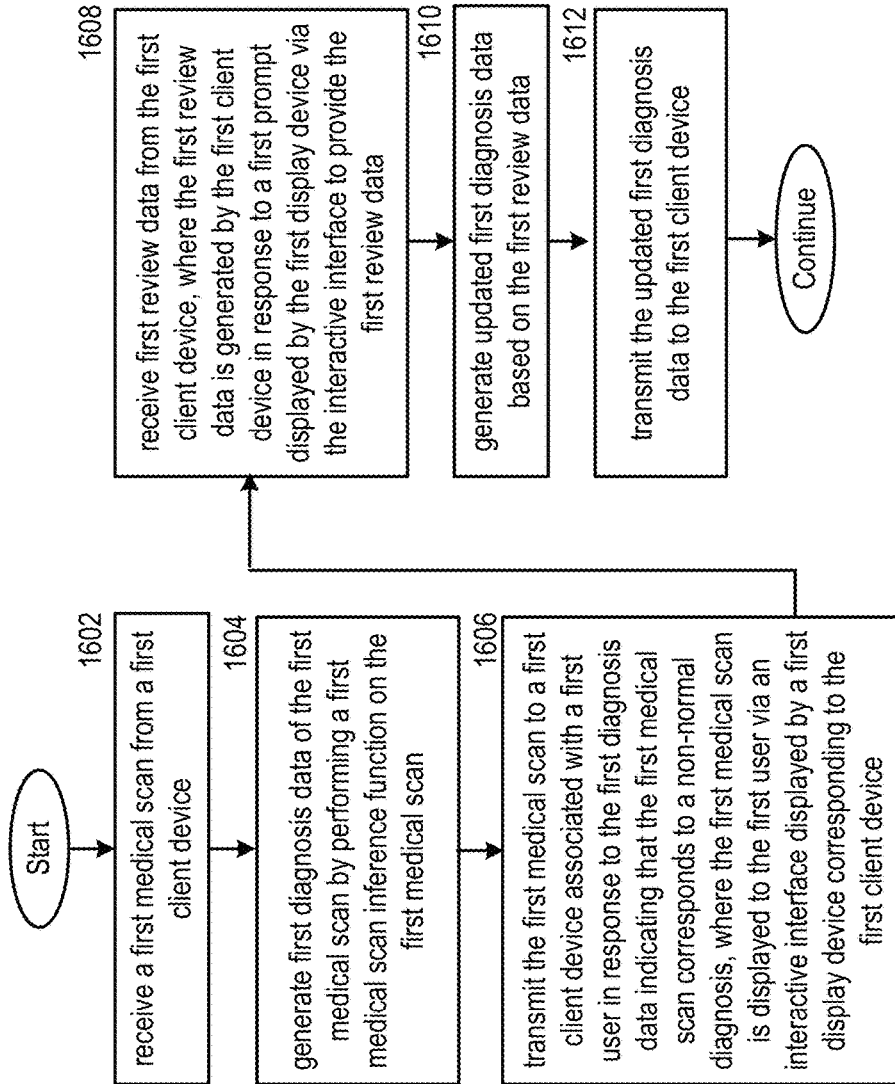 Start
1602
receive a first medical scan from a first
client device
1604
generate first diagnosis data of the first
medical scan by performing a first
medical scan inference function on the
first medical scan
1606
transmit the first medical scan to a first
client device associated with a first
user in response to the first diagnosis
data indicating that the first medical
scan corresponds to a non-normal
diagnosis, where the first medical scan
is displayed to the first user via an
interactive interface displayed by a first
display device corresponding to the
first client device
1608
receive first review data from the first
client device, where the first review
data is generated by the first client
device in response to a first prompt
displayed by the first display device via
the interactive interface to provide the
first review data
1610
generate updated first diagnosis data
based on the first review data
1612
transmit the updated first diagnosis
data to the first client device
Continue